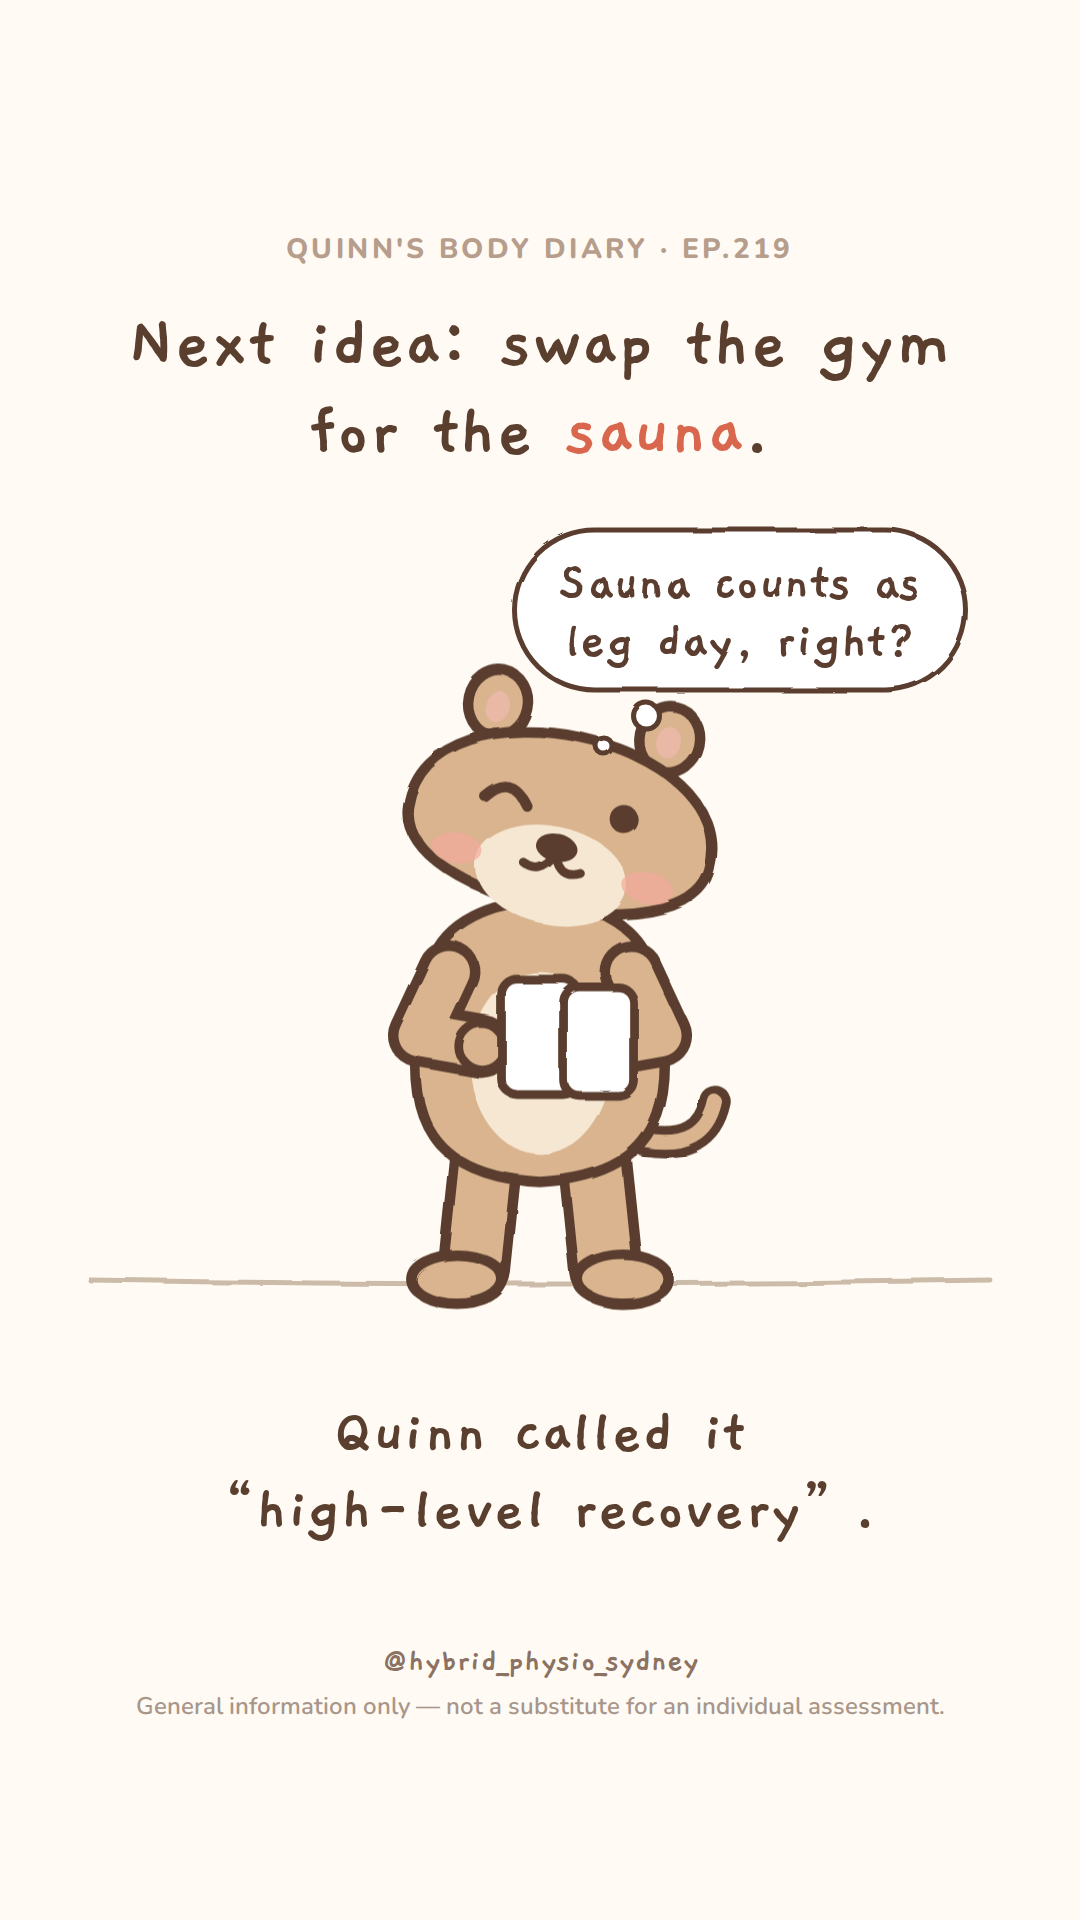 QUINN'S BODY DIARY · EP.219
Next idea: swap the gym
for the sauna.
Sauna counts as
leg day, right?
Quinn called it
“high-level recovery” .
@hybrid_physio_sydney
General information only — not a substitute for an individual assessment.